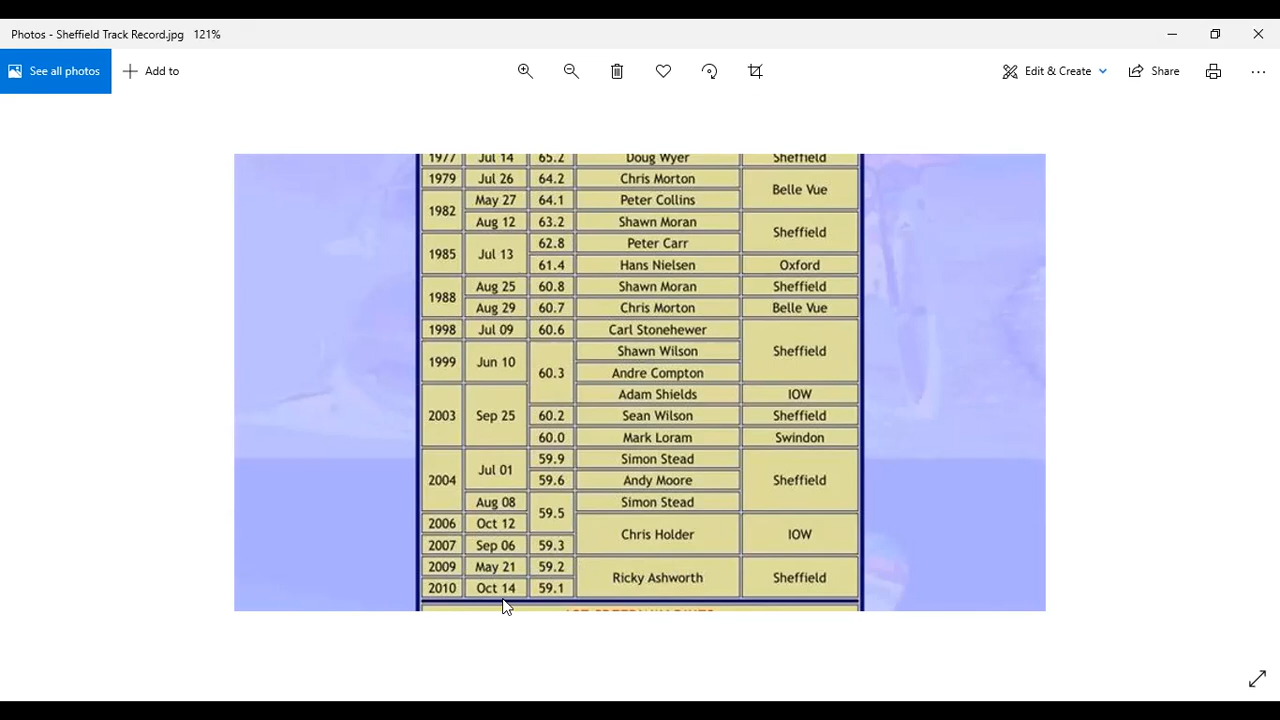 Photos - Sheffield Track Record.jpg 121%
See all photos Add to Edit & Create Share
1977 Jul 14 65.2 Doug Wyer Sheffield
1979 Jul 26 64.2 Chris Morton Belle Vue
1982 May 27 64.1 Peter Collins
Aug 12 63.2 Shawn Moran Sheffield
1985 Jul 13 62.8 Peter Carr
61.4 Hans Nielsen Oxford
1988 Aug 25 60.8 Shawn Moran Sheffield
Aug 29 60.7 Chris Morton Belle Vue
1998 Jul 09 60.6 Carl Stonehewer Sheffield
1999 Jun 10 60.3 Shawn Wilson
Andre Compton
2003 Sep 25 Adam Shields IOW
60.2 Sean Wilson Sheffield
60.0 Mark Loram Swindon
2004 Jul 01 59.9 Simon Stead Sheffield
59.6 Andy Moore
Aug 08 59.5 Simon Stead
2006 Oct 12 Chris Holder IOW
2007 Sep 06 59.3
2009 May 21 59.2 Ricky Ashworth Sheffield
2010 Oct 14 59.1